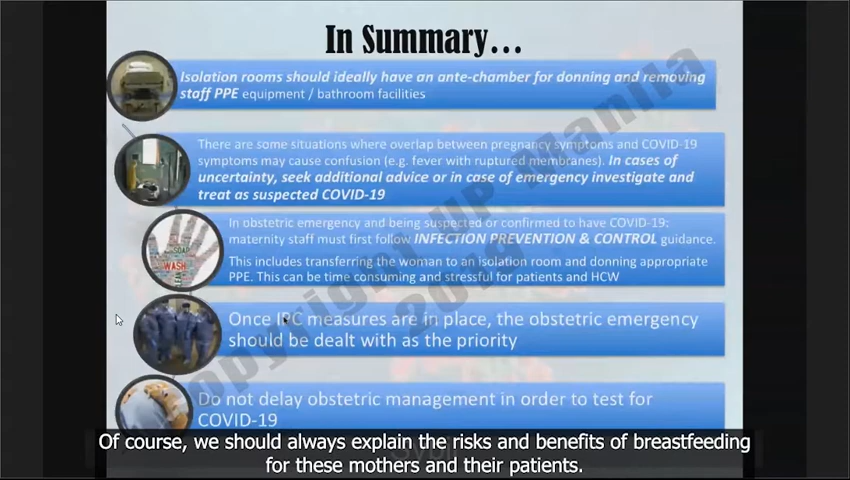 In Summary...
Isolation rooms should ideally have an ante-chamber for donning and removing
staff PPE equipment / bathroom facilities
There are some situations where overlap between pregnancy symptoms and COVID-19
symptoms may cause confusion (e.g. fever with ruptured membranes). In cases of
uncertainty, seek additional advice or in case of emergency investigate and
treat as suspected COVID-19
In obstetric emergency and being suspected or confirmed to have COVID-19;
maternity staff must first follow INFECTION PREVENTION & CONTROL guidance.
This includes transferring the woman to an isolation room and donning appropriate
PPE. This can be time consuming and stressful for patients and HCW
SOAP
WASH
CLEAN
Once IPC measures are in place, the obstetric emergency
should be dealt with as the priority
Do not delay obstetric management in order to test for
COVID-19
Of course, we should always explain the risks and benefits of breastfeeding
for these mothers and their patients.
Copyright UP Manila